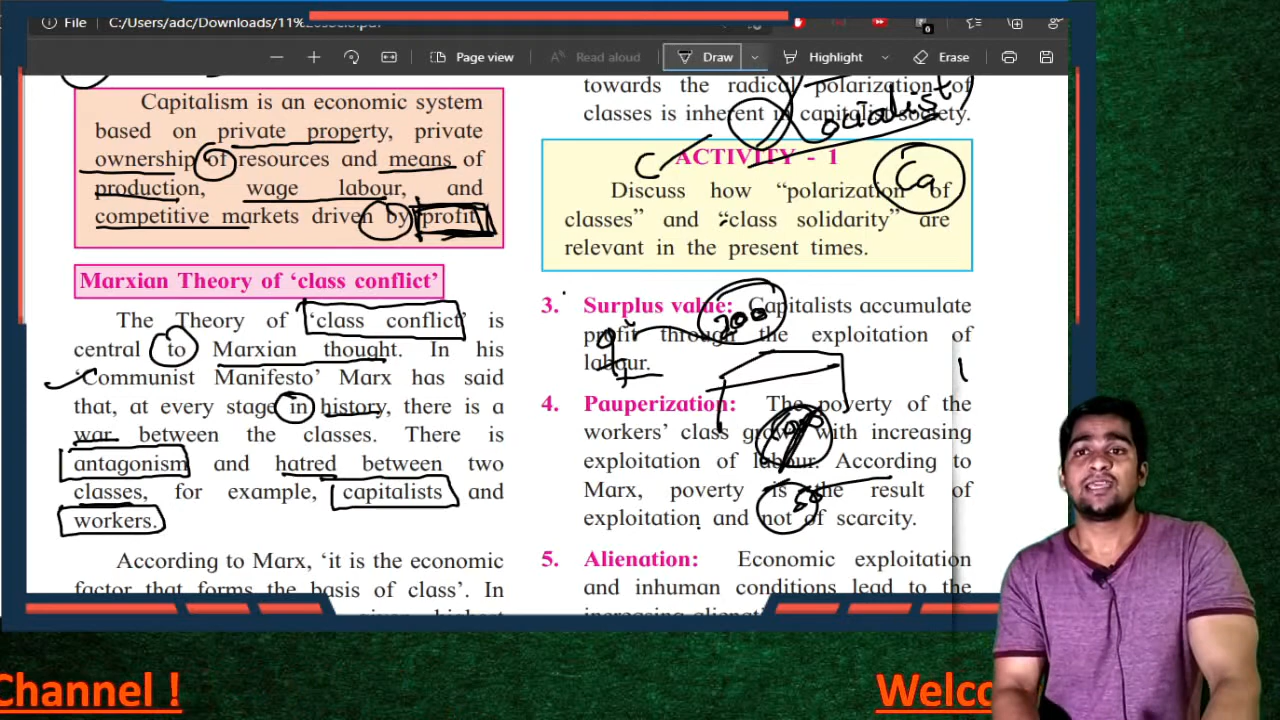 File C:/Users/adc/Downloads/11%20socio.pdf
Page view
Read aloud
Draw
Highlight
Erase
Capitalism is an economic system
based on private property, private
ownership of resources and means of
production, wage labour, and
competitive markets driven by profit.
Marxian Theory of ‘class conflict’
The Theory of ‘class conflict’ is
central to Marxian thought. In his
‘Communist Manifesto’ Marx has said
that, at every stage in history, there is a
war between the classes. There is
antagonism and hatred between two
classes, for example, capitalists and
workers.
According to Marx, ‘it is the economic
factor that forms the basis of class’. In
towards the radical polarization of
classes is inherent in capitalist society.
ocialist
C
Ca
ACTIVITY - 1
Discuss how “polarization of
classes” and “class solidarity” are
relevant in the present times.
3. Surplus value: Capitalists accumulate
profit through the exploitation of
labour.
200
4. Pauperization: The poverty of the
workers’ class grows with increasing
exploitation of labour. According to
Marx, poverty is the result of
exploitation and not of scarcity.
5. Alienation: Economic exploitation
and inhuman conditions lead to the
Channel !
Welco